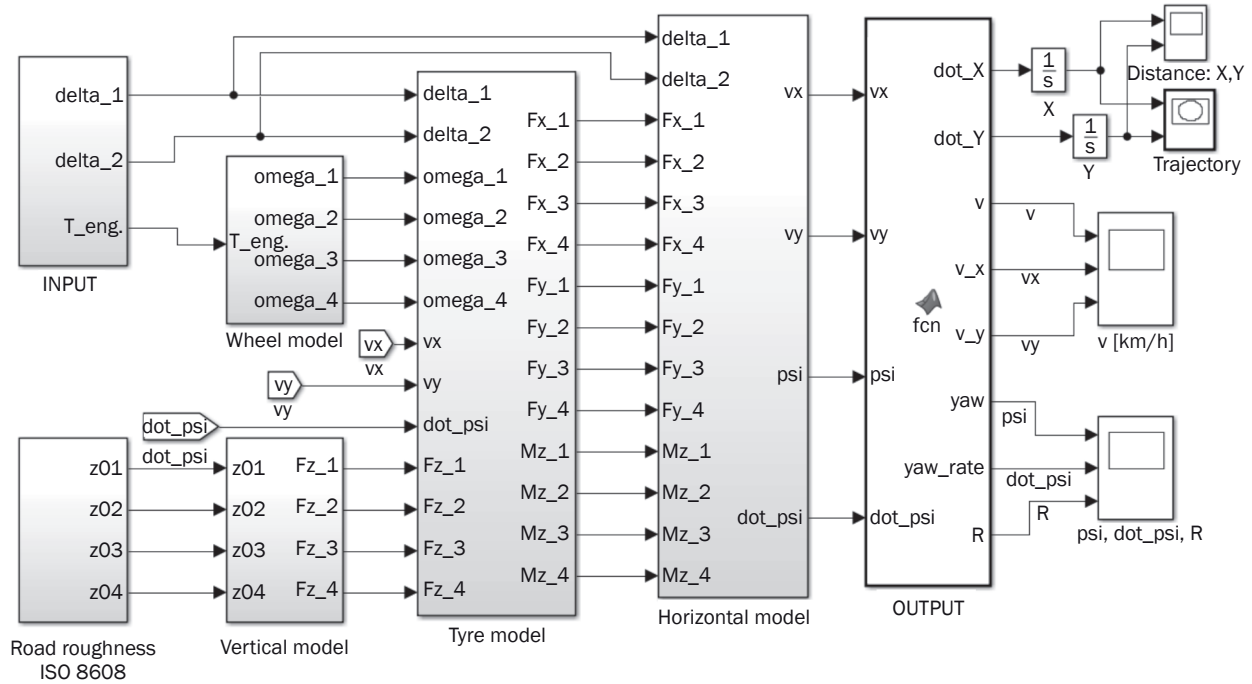 delta_1
delta_2
T_eng.
INPUT
omega_1
omega_2
omega_3
omega_4
T_eng.
Wheel model
vx
vx
vy
vy
dot_psi
dot_psi
z01
z02
z03
z04
Road roughness
ISO 8608
z01
z02
z03
z04
Fz_1
Fz_2
Fz_3
Fz_4
Vertical model
delta_1
delta_2
omega_1
omega_2
omega_3
omega_4
vx
vy
dot_psi
Fz_1
Fz_2
Fz_3
Fz_4
Fx_1
Fx_2
Fx_3
Fx_4
Fy_1
Fy_2
Fy_3
Fy_4
Mz_1
Mz_2
Mz_3
Mz_4
Tyre model
delta_1
delta_2
Fx_1
Fx_2
Fx_3
Fx_4
Fy_1
Fy_2
Fy_3
Fy_4
Mz_1
Mz_2
Mz_3
Mz_4
vx
vy
psi
dot_psi
Horizontal model
vx
vy
psi
dot_psi
fcn
dot_X
dot_Y
v
v_x
v_y
yaw
yaw_rate
R
OUTPUT
1
s
X
1
s
Y
Distance: X,Y
Trajectory
v
vx
vy
v [km/h]
psi
dot_psi
R
psi, dot_psi, R